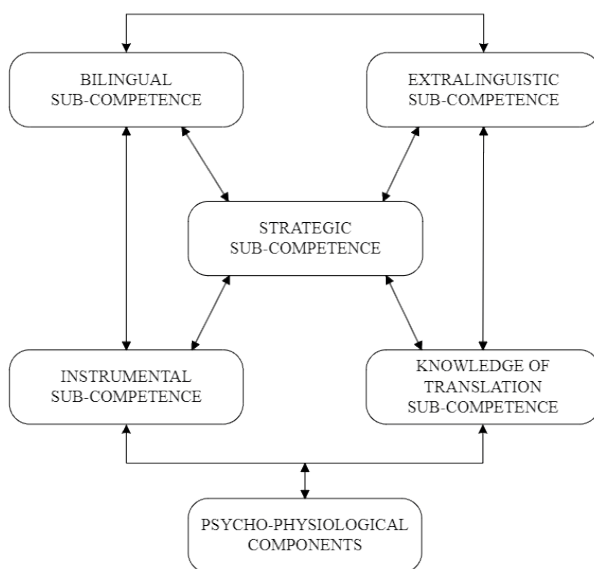 BILINGUAL
SUB-COMPETENCE
EXTRALINGUISTIC
SUB-COMPETENCE
STRATEGIC
SUB-COMPETENCE
INSTRUMENTAL
SUB-COMPETENCE
KNOWLEDGE OF
TRANSLATION
SUB-COMPETENCE
PSYCHO-PHYSIOLOGICAL
COMPONENTS